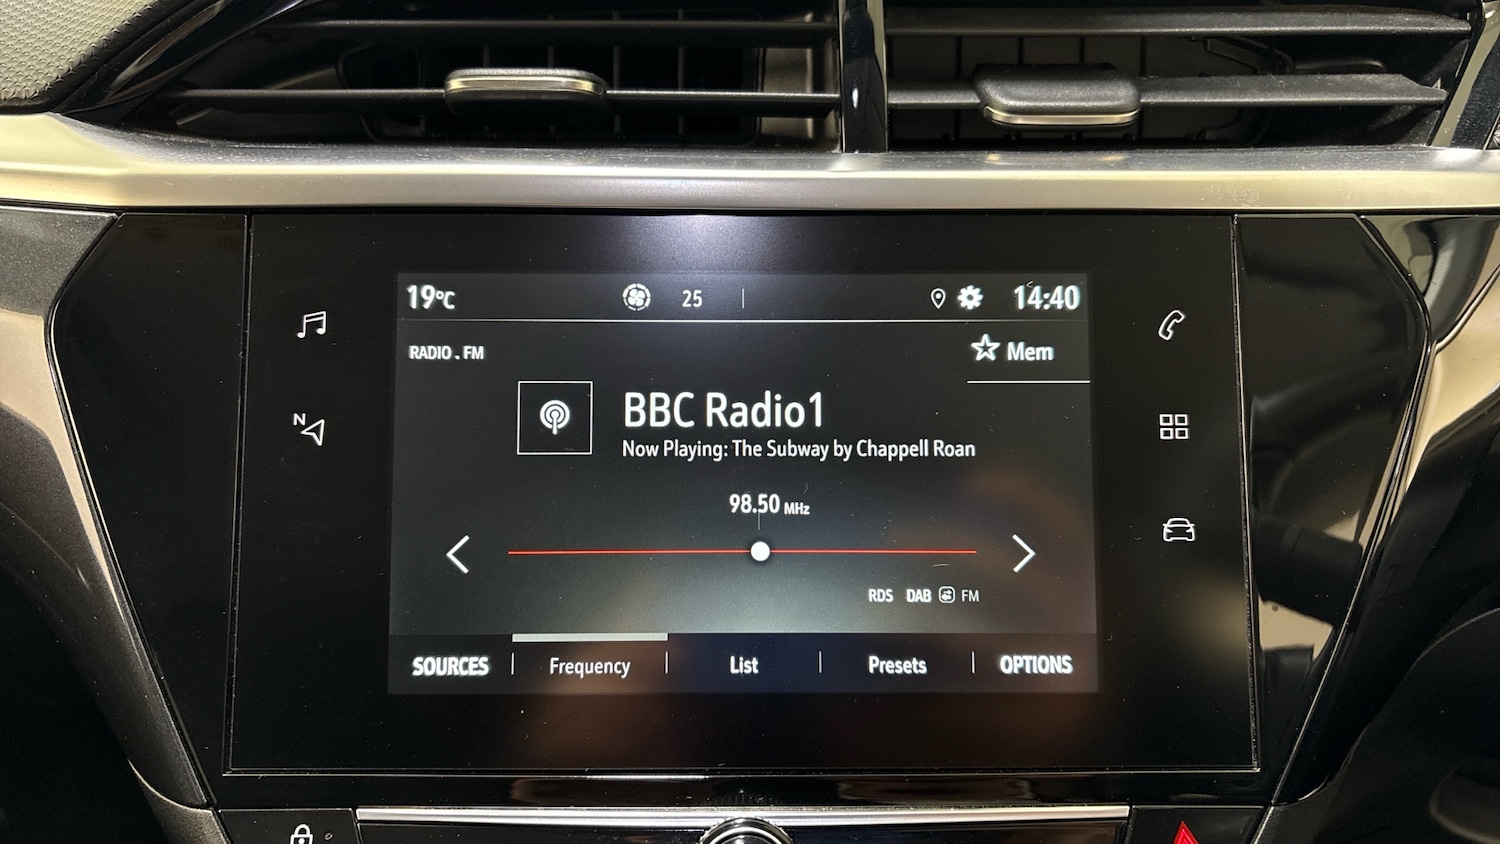 19°C 25 14:40
RADIO . FM
Mem
BBC Radio1
Now Playing: The Subway by Chappell Roan
N
98.50 MHz
RDS DAB FM
SOURCES Frequency List Presets OPTIONS